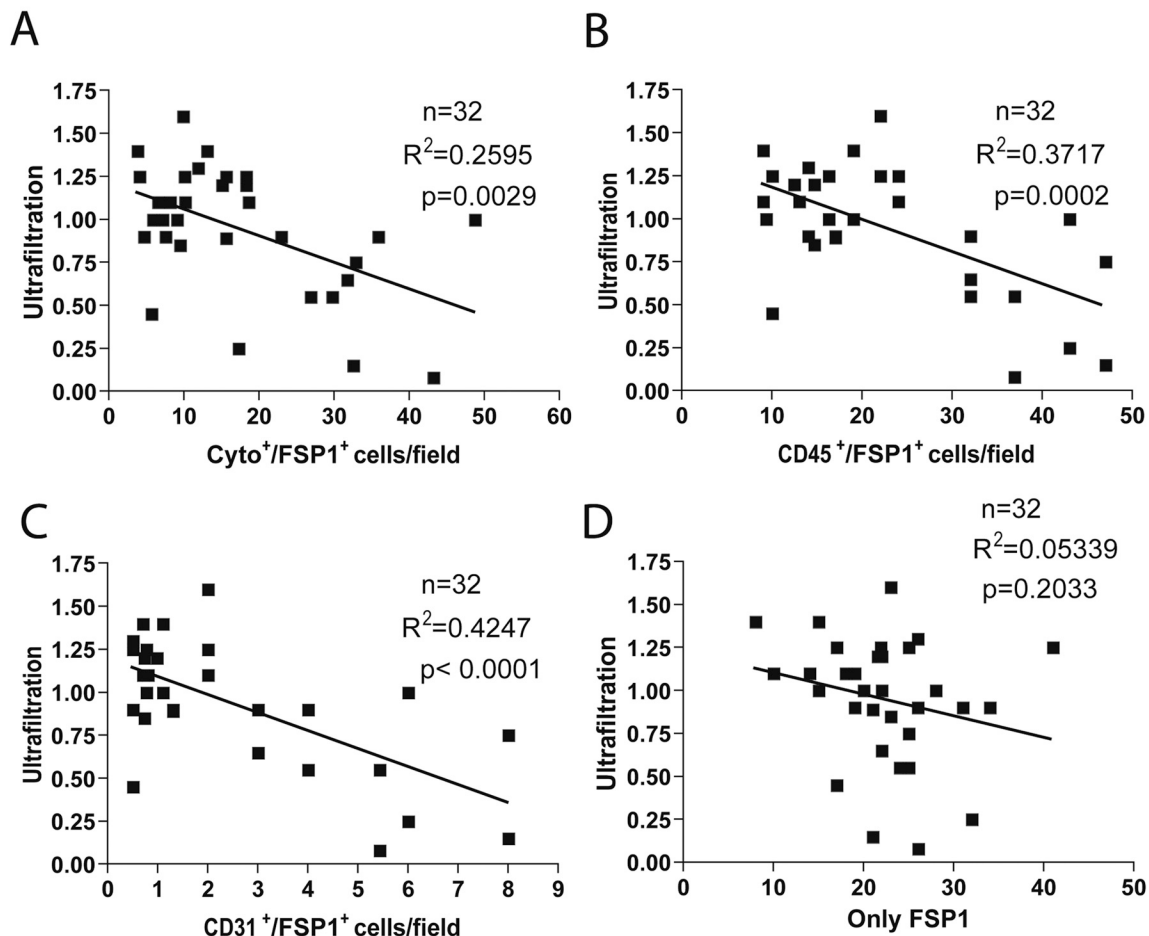 A
Ultrafiltration
1.75
1.50
1.25
1.00
0.75
0.50
0.25
0.00
n=32
R²=0.2595
p=0.0029
0 10 20 30 40 50 60
Cyto⁺/FSP1⁺ cells/field
B
Ultrafiltration
1.75
1.50
1.25
1.00
0.75
0.50
0.25
0.00
n=32
R²=0.3717
p=0.0002
0 10 20 30 40 50
CD45⁺/FSP1⁺ cells/field
C
Ultrafiltration
1.75
1.50
1.25
1.00
0.75
0.50
0.25
0.00
n=32
R²=0.4247
p< 0.0001
0 1 2 3 4 5 6 7 8 9
CD31⁺/FSP1⁺ cells/field
D
Ultrafiltration
1.75
1.50
1.25
1.00
0.75
0.50
0.25
0.00
n=32
R²=0.05339
p=0.2033
0 10 20 30 40 50
Only FSP1